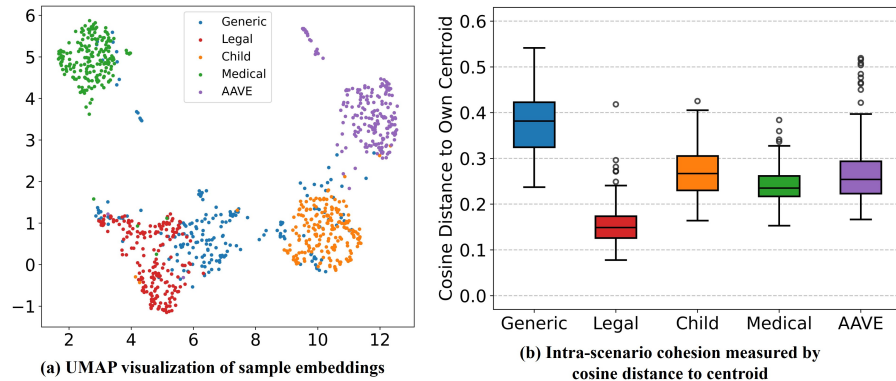 6
5
4
3
2
1
0
−1
2
4
6
8
10
12
Generic
Legal
Child
Medical
AAVE
(a) UMAP visualization of sample embeddings
Cosine Distance to Own Centroid
0.6
0.5
0.4
0.3
0.2
0.1
0.0
Generic
Legal
Child
Medical
AAVE
(b) Intra-scenario cohesion measured by
cosine distance to centroid